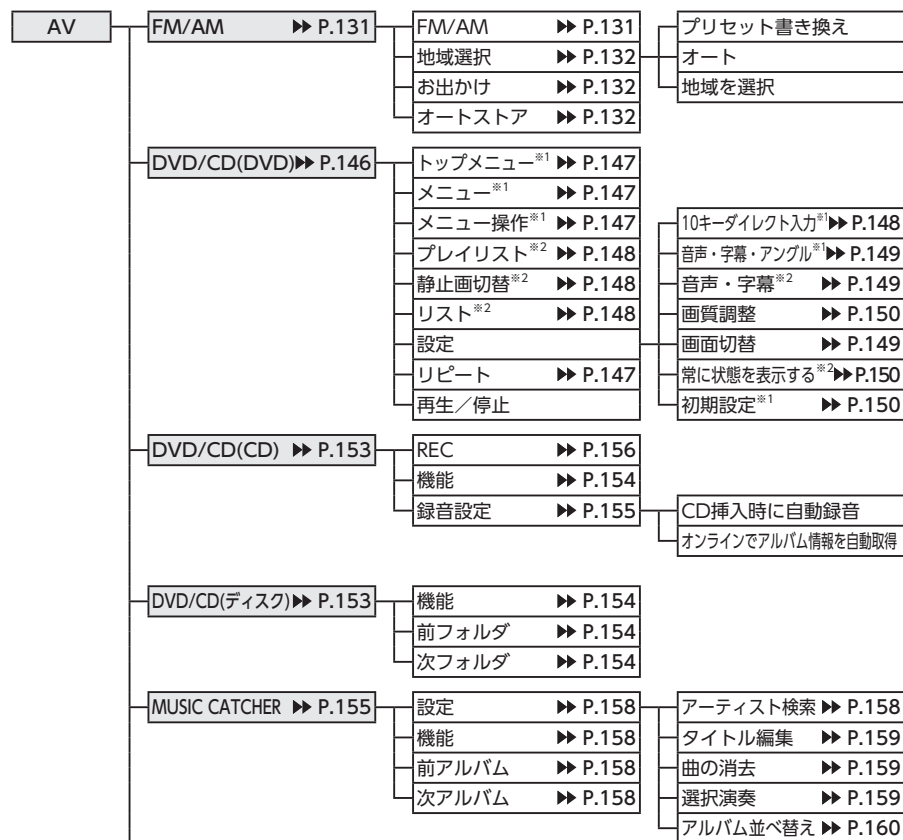 AV
FM/AM ▶▶ P.131
FM/AM ▶▶ P.131
地域選択 ▶▶ P.132
お出かけ ▶▶ P.132
オートストア ▶▶ P.132
プリセット書き換え
オート
地域を選択
DVD/CD(DVD)▶▶ P.146
トップメニュー※1 ▶▶ P.147
メニュー※1 ▶▶ P.147
メニュー操作※1 ▶▶ P.147
プレイリスト※2 ▶▶ P.148
静止画切替※2 ▶▶ P.148
リスト※2 ▶▶ P.148
設定
リピート ▶▶ P.147
再生／停止
10キーダイレクト入力※1▶▶ P.148
音声・字幕・アングル※1▶▶ P.149
音声・字幕※2 ▶▶ P.149
画質調整 ▶▶ P.150
画面切替 ▶▶ P.149
常に状態を表示する※2▶▶P.150
初期設定※1 ▶▶ P.150
DVD/CD(CD) ▶▶ P.153
REC ▶▶ P.156
機能 ▶▶ P.154
録音設定 ▶▶ P.155
CD挿入時に自動録音
オンラインでアルバム情報を自動取得
DVD/CD(ディスク)▶▶ P.153
機能 ▶▶ P.154
前フォルダ ▶▶ P.154
次フォルダ ▶▶ P.154
MUSIC CATCHER ▶▶ P.155
設定 ▶▶ P.158
機能 ▶▶ P.158
前アルバム ▶▶ P.158
次アルバム ▶▶ P.158
アーティスト検索 ▶▶ P.158
タイトル編集 ▶▶ P.159
曲の消去 ▶▶ P.159
選択演奏 ▶▶ P.159
アルバム並べ替え ▶▶ P.160